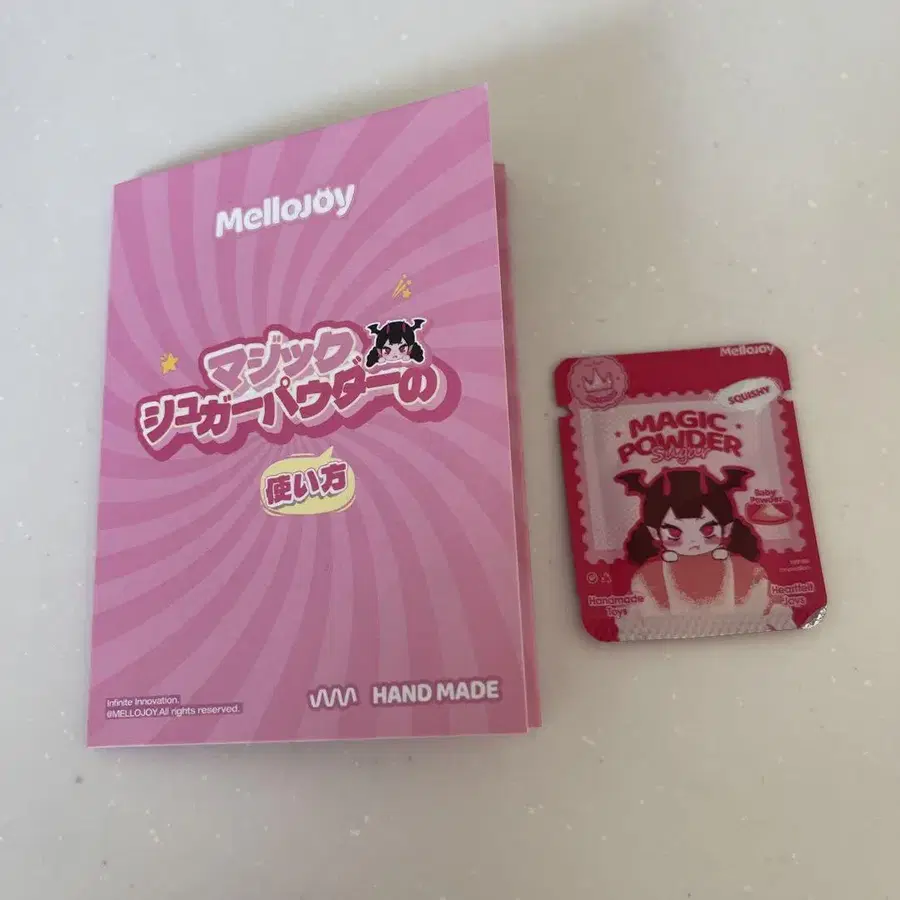 MelloJoy
マジック
シュガーパウダーの
使い方
Infinite Innovation.
@MELLOJOY.All rights reserved.
HAND MADE
MelloJoy
SQUISHY
MAGIC
POWDER
Sugar
Baby
Powder
Handmade
Toys
Heartfelt
Joys